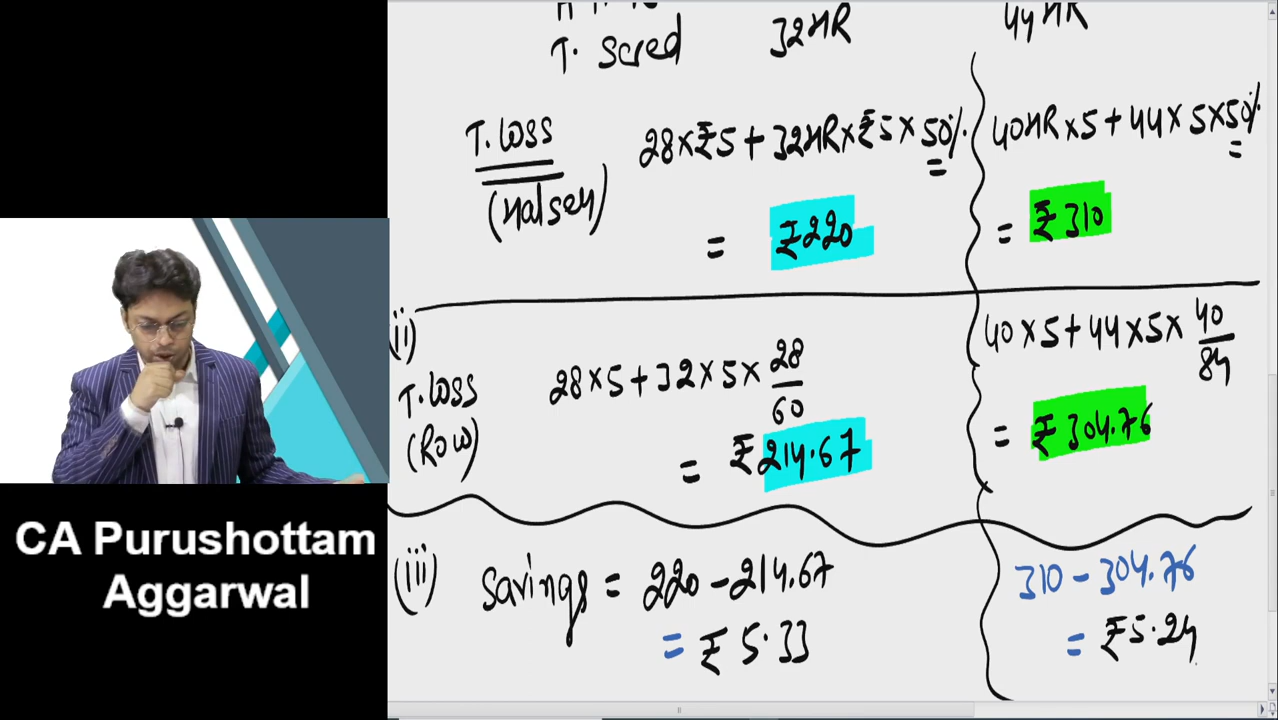 T. Scred 32HR 44HR
T. Loss 28×₹5 + 32HR×₹5×50% 40HR×5+44×5×50%
(Halsey)
= ₹220 = ₹310
(ii)
T. Loss 28×5+32×5×28/60 40×5+44×5×40/84
(Row)
= ₹214.67 = ₹304.76
(iii) Savings = 220-214.67 310-304.76
= ₹5.33 = ₹5.24
CA Purushottam
Aggarwal